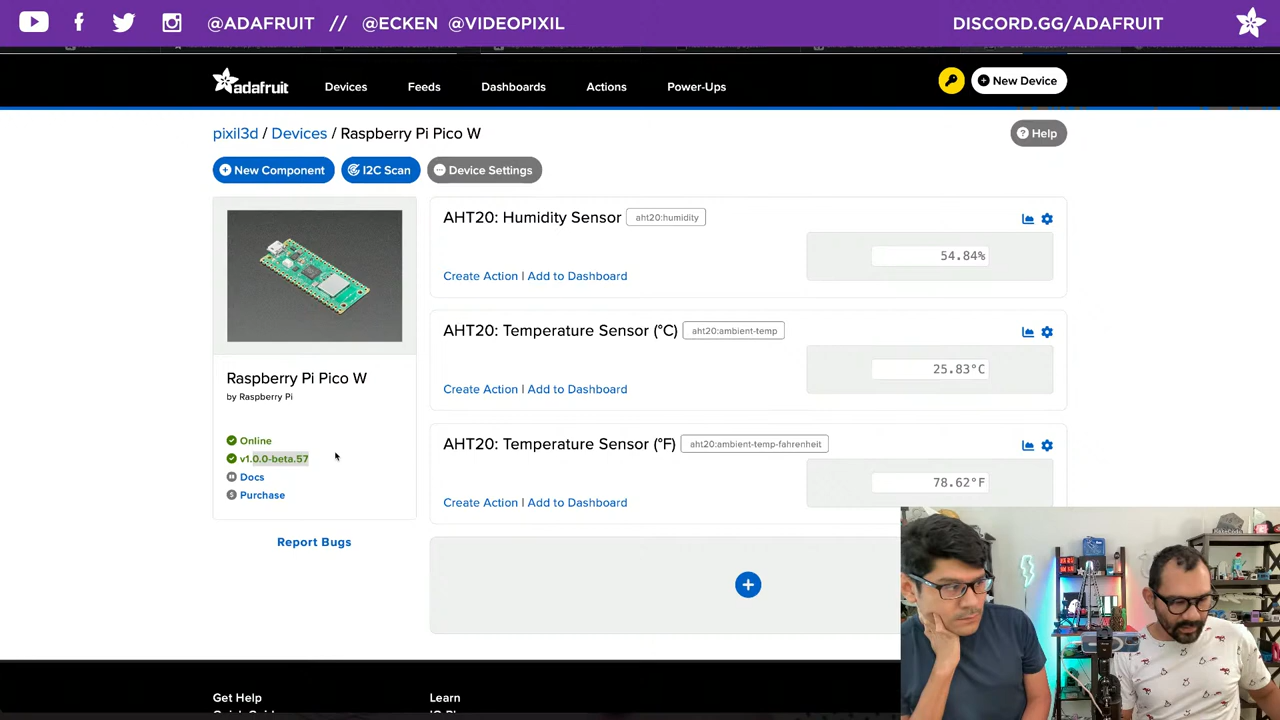 @ADAFRUIT // @ECKEN @VIDEOPIXIL
DISCORD.GG/ADAFRUIT
adafruit
Devices
Feeds
Dashboards
Actions
Power-Ups
New Device
pixil3d / Devices / Raspberry Pi Pico W
Help
New Component
I2C Scan
Device Settings
Raspberry Pi Pico W
by Raspberry Pi
Online
v1.0.0-beta.57
Docs
Purchase
Report Bugs
AHT20: Humidity Sensor aht20:humidity
54.84%
Create Action | Add to Dashboard
AHT20: Temperature Sensor (°C) aht20:ambient-temp
25.83°C
Create Action | Add to Dashboard
AHT20: Temperature Sensor (°F) aht20:ambient-temp-fahrenheit
78.62°F
Create Action | Add to Dashboard
Get Help
Learn